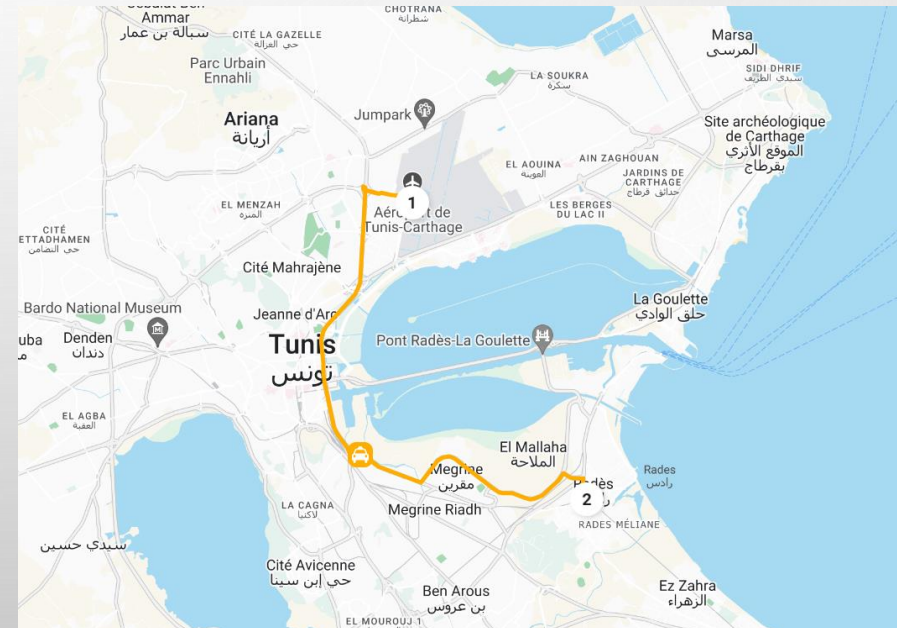 Ammar
سبالة بن عمار
CHOTRANA
شطرانة
CITÉ LA GAZELLE
حي الغزالة
Parc Urbain
Ennahli
Marsa
المرسى
SIDI DHRIF
سيدي الظريف
LA SOUKRA
سكرة
Jumpark
Ariana
أريانة
Site archéologique
de Carthage
الموقع الأثري
بقرطاج
EL AOUINA
العوينة
AIN ZAGHOUAN
JARDINS DE
CARTHAGE
حدائق قرطاج
1
EL MENZAH
المنزه
Aéroport de
Tunis-Carthage
LES BERGES
DU LAC II
CITÉ
ETTADHAMEN
حي التضامن
Cité Mahrajène
Bardo National Museum
Jeanne d'Arc
La Goulette
حلق الوادي
Denden
دندان
Tunis
تونس
Pont Radès-La Goulette
EL AGBA
العقبة
El Mallaha
الملاحة
Megrine
مقرين
Radès
2
Rades
رادس
LA CAGNA
لاكانيا
Megrine Riadh
RADES MÉLIANE
سيدي حسين
Cité Avicenne
حي إبن سينا
Ben Arous
بن عروس
Ez Zahra
الزهراء
EL MOUROUJ 1